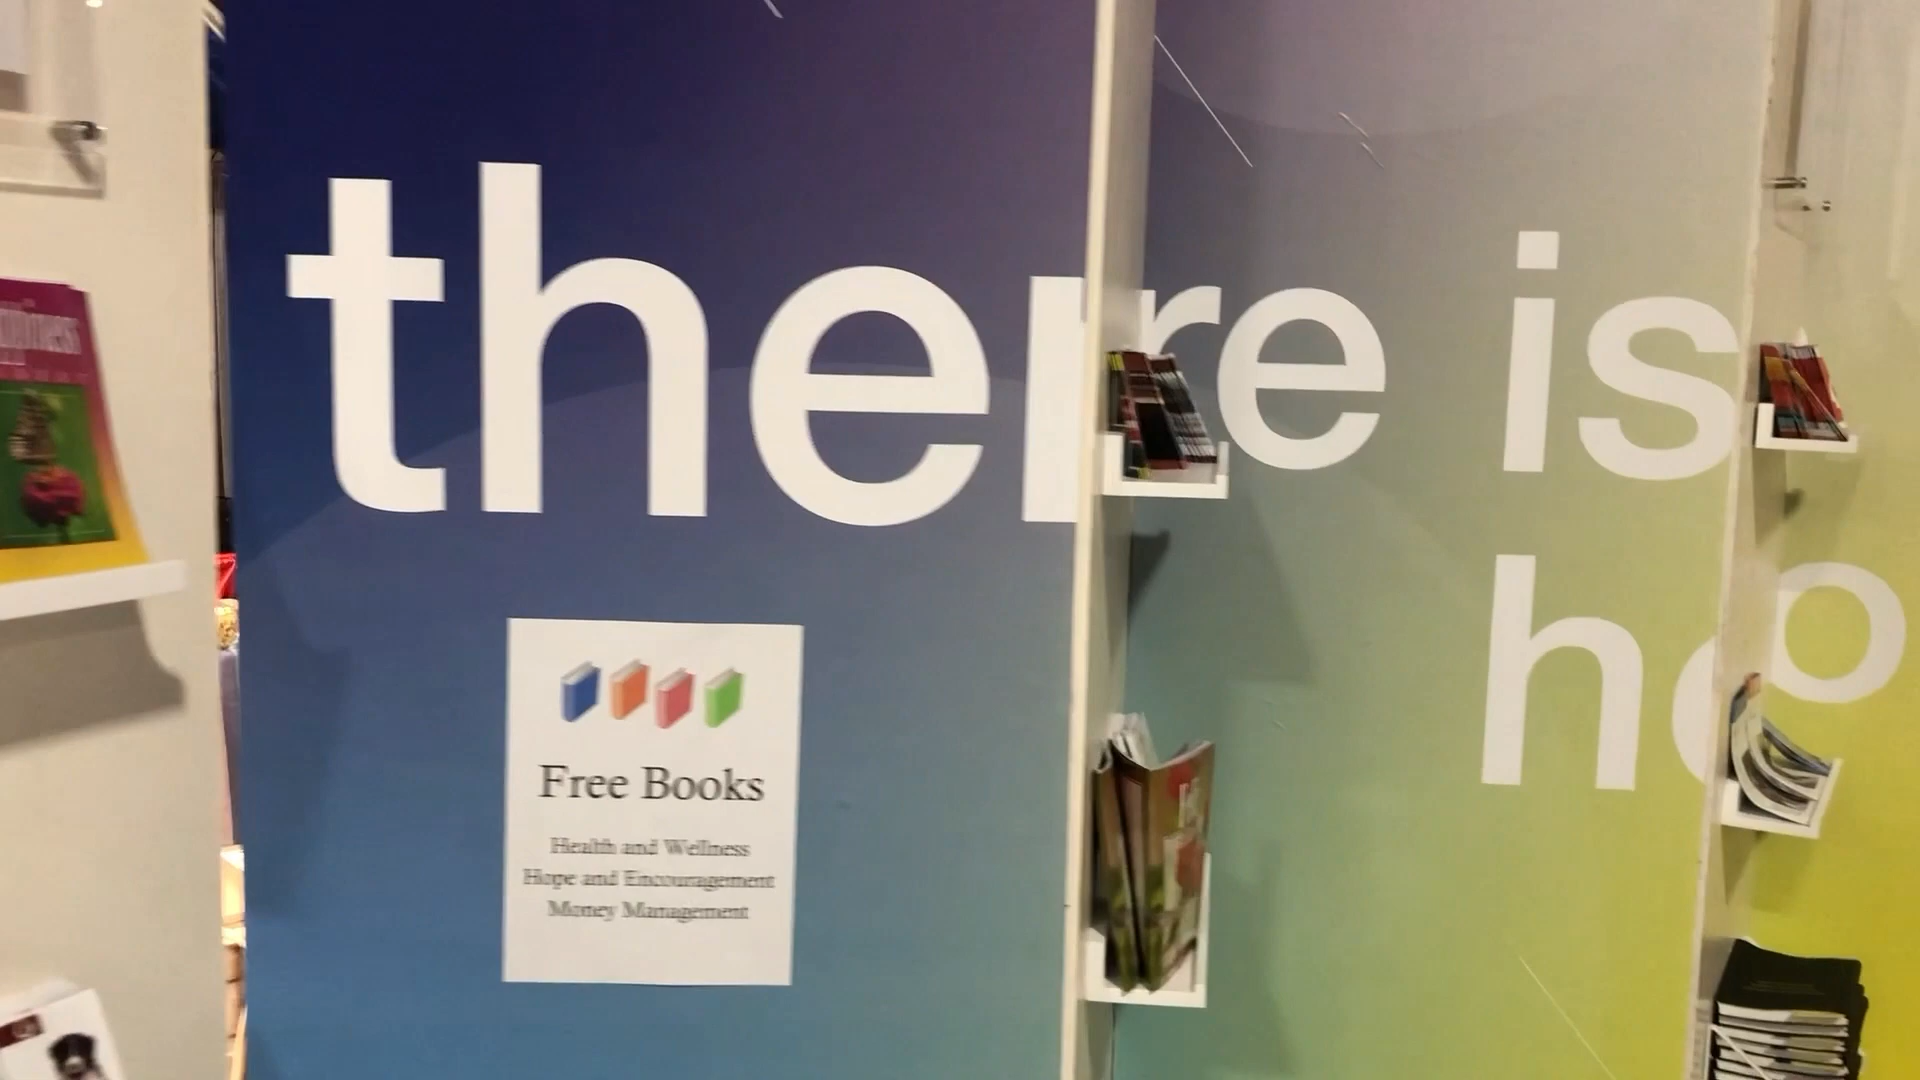 there is
ho
Free Books
Health and Wellness
Hope and Encouragement
Money Management